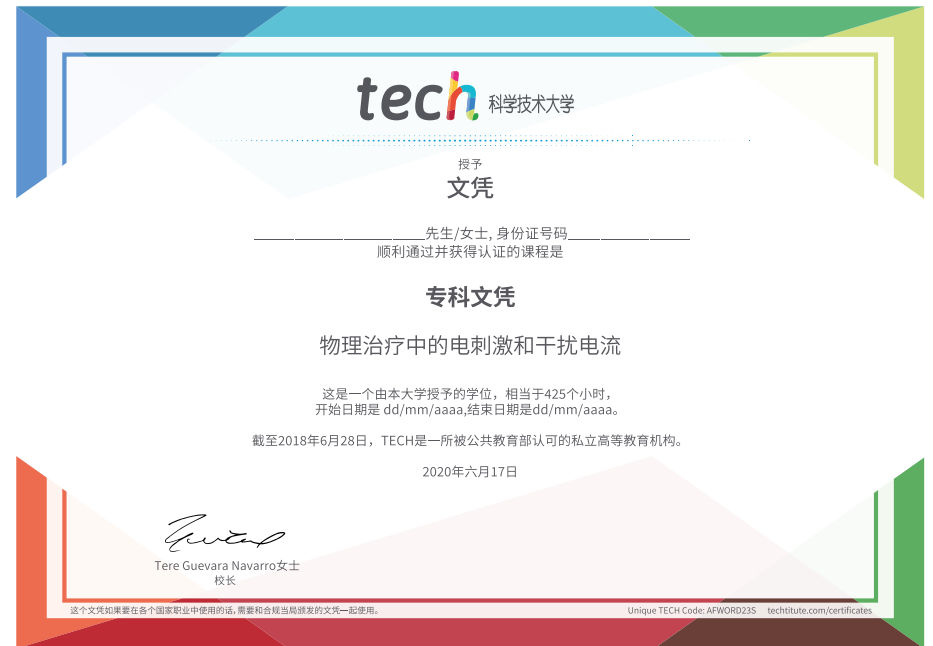 tech 科学技术大学
授予
文凭
______________________先生/女士, 身份证号码________________
顺利通过并获得认证的课程是
专科文凭
物理治疗中的电刺激和干扰电流
这是一个由本大学授予的学位，相当于425个小时，
开始日期是 dd/mm/aaaa,结束日期是dd/mm/aaaa。
截至2018年6月28日，TECH是一所被公共教育部认可的私立高等教育机构。
2020年六月17日
Tere Guevara Navarro女士
校长
这个文凭如果要在各个国家职业中使用的话,需要和合规当局颁发的文凭一起使用。
Unique TECH Code: AFWORD23S techtitute.com/certificates